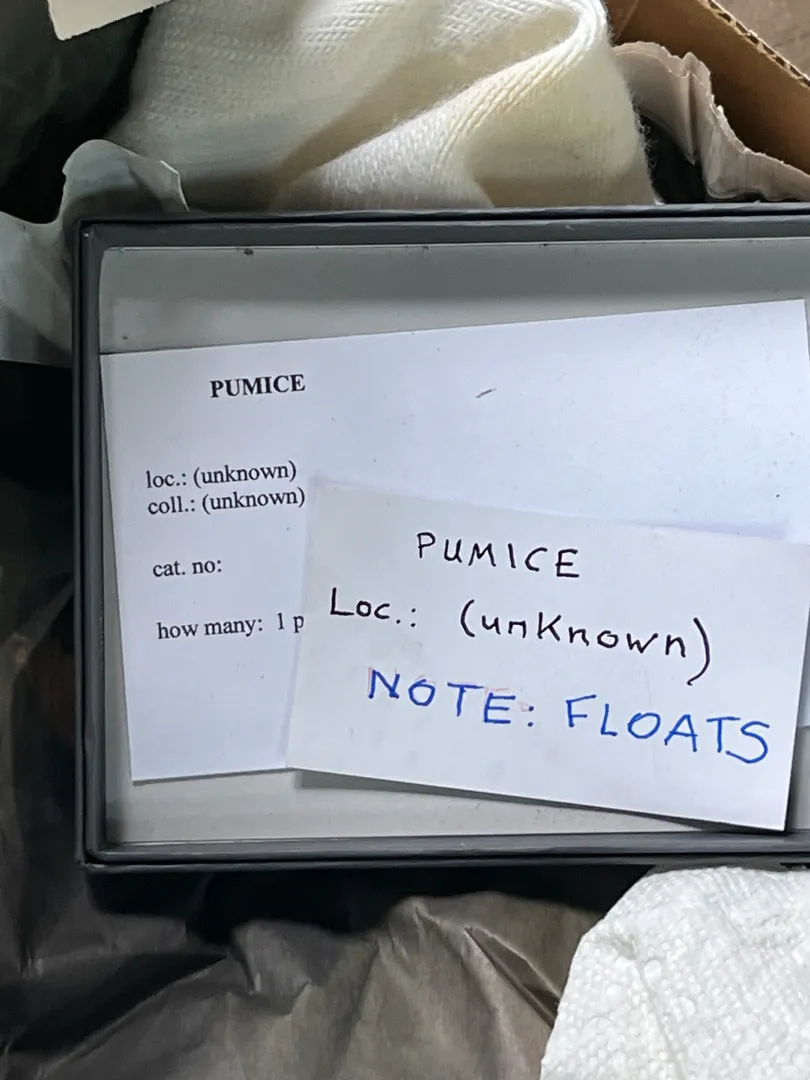 PUMICE
loc.: (unknown)
coll.: (unknown)
cat. no:
how many: 1 p
PUMICE
Loc.: (unknown)
NOTE: FLOATS